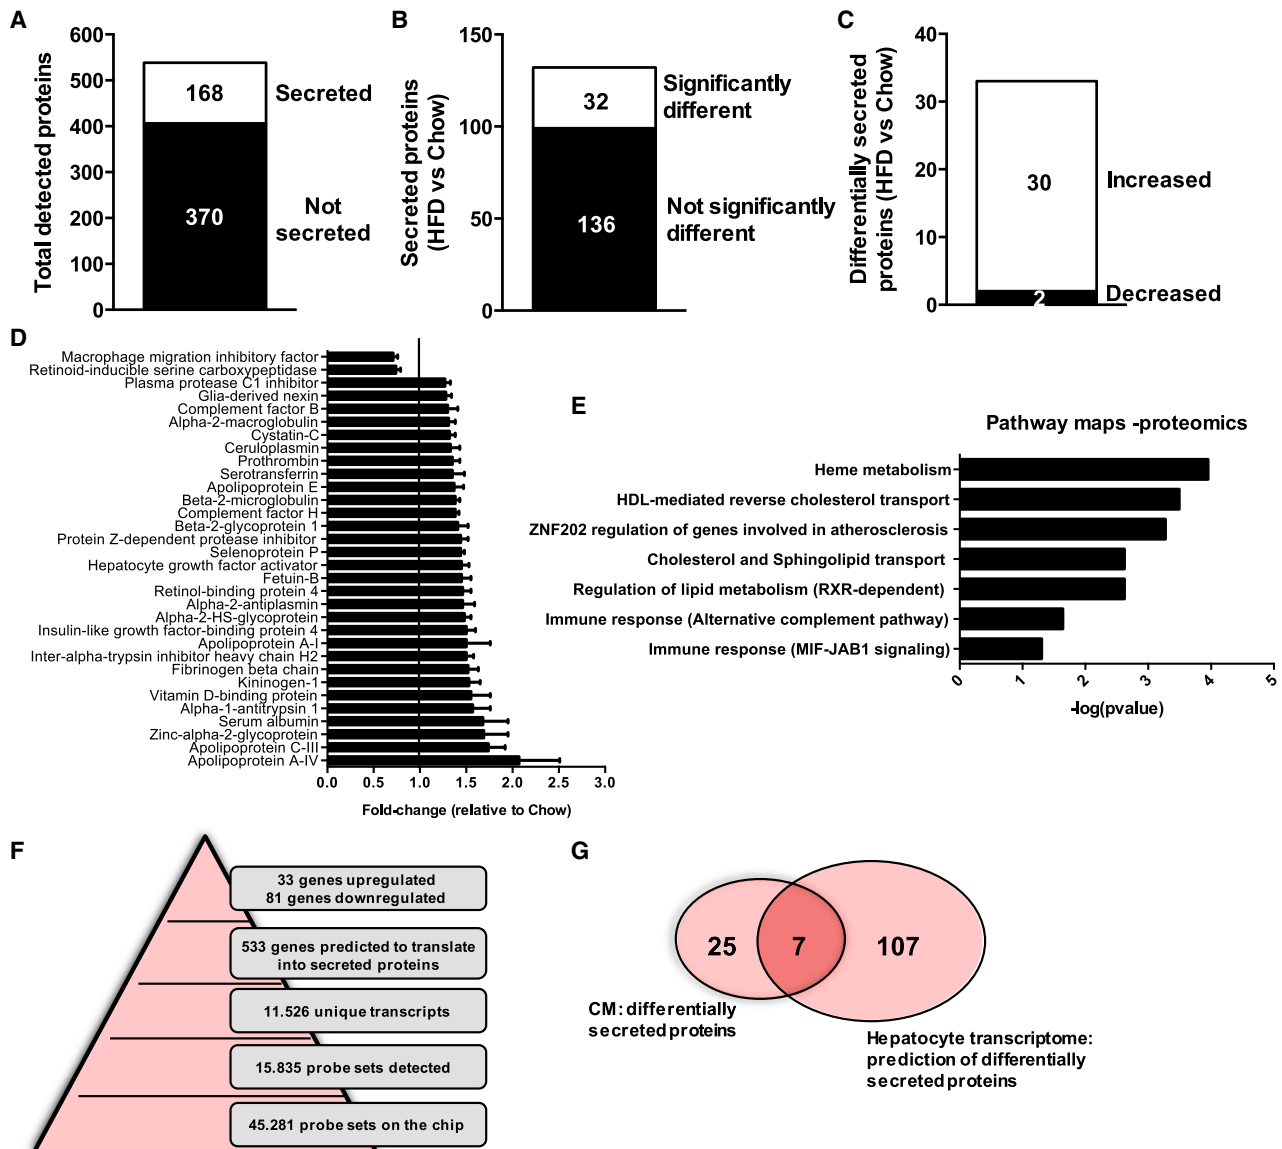 A
600
500
400
300
200
100
0
Total detected proteins
168
370
Secreted
Not
secreted
B
150
100
50
0
Secreted proteins
(HFD vs Chow)
32
136
Significantly
different
Not significantly
different
C
40
30
20
10
0
Differentially secreted
proteins (HFD vs Chow)
30
2
Increased
Decreased
D
Macrophage migration inhibitory factor
Retinoid-inducible serine carboxypeptidase
Plasma protease C1 inhibitor
Glia-derived nexin
Complement factor B
Alpha-2-macroglobulin
Cystatin-C
Ceruloplasmin
Prothrombin
Serotransferrin
Apolipoprotein E
Beta-2-microglobulin
Complement factor H
Beta-2-glycoprotein 1
Protein Z-dependent protease inhibitor
Selenoprotein P
Hepatocyte growth factor activator
Fetuin-B
Retinol-binding protein 4
Alpha-2-antiplasmin
Alpha-2-HS-glycoprotein
Insulin-like growth factor-binding protein 4
Apolipoprotein A-I
Inter-alpha-trypsin inhibitor heavy chain H2
Fibrinogen beta chain
Kininogen-1
Vitamin D-binding protein
Alpha-1-antitrypsin 1
Serum albumin
Zinc-alpha-2-glycoprotein
Apolipoprotein C-III
Apolipoprotein A-IV
0.0 0.5 1.0 1.5 2.0 2.5 3.0
Fold-change (relative to Chow)
E
Pathway maps -proteomics
Heme metabolism
HDL-mediated reverse cholesterol transport
ZNF202 regulation of genes involved in atherosclerosis
Cholesterol and Sphingolipid transport
Regulation of lipid metabolism (RXR-dependent)
Immune response (Alternative complement pathway)
Immune response (MIF-JAB1 signaling)
0 1 2 3 4 5
-log(pvalue)
F
33 genes upregulated
81 genes downregulated
533 genes predicted to translate
into secreted proteins
11.526 unique transcripts
15.835 probe sets detected
45.281 probe sets on the chip
G
25 7 107
CM: differentially
secreted proteins
Hepatocyte transcriptome:
prediction of differentially
secreted proteins